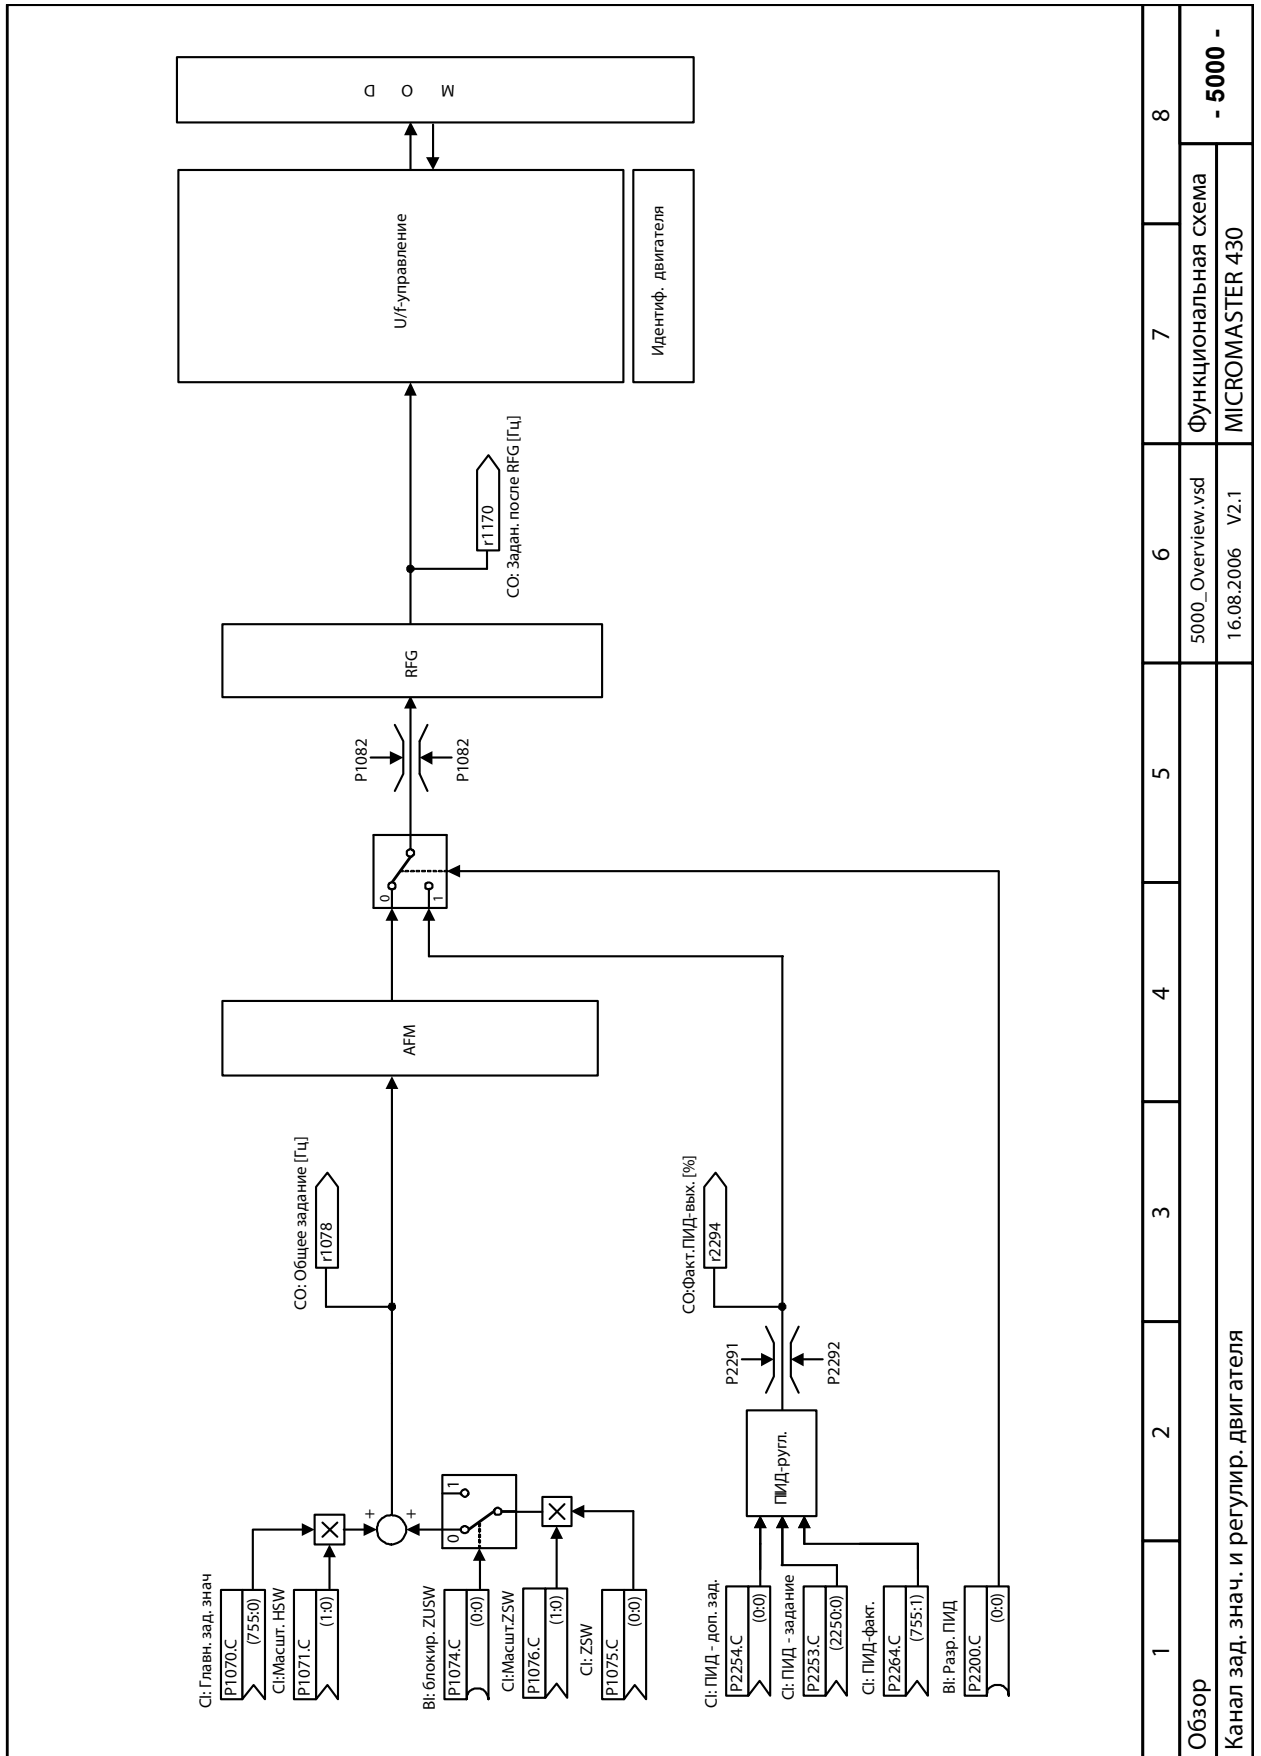 CI: Главн. зад. знач
P1070.C
(755:0)
CI:Масшт. HSW
P1071.C
(1:0)
BI: блокир. ZUSW
P1074.C
(0:0)
CI:Масшт.ZSW
P1076.C
(1:0)
CI: ZSW
P1075.C
(0:0)
+
+
0
1
CO: Общее задание [Гц]
r1078
AFM
0
1
P1082
P1082
RFG
CO: Задан. после RFG [Гц]
r1170
U/f-управление
Идентиф. двигателя
M O D
CI: ПИД - доп. зад.
P2254.C
(0:0)
CI: ПИД - задание
P2253.C
(2250:0)
CI: ПИД-факт.
P2264.C
(755:1)
BI: Разр. ПИД
P2200.C
(0:0)
ПИД-ругл.
P2291
P2292
CO:Факт.ПИД-вых. [%]
r2294
1 2 3 4 5 6 7 8
Обзор
5000_Overview.vsd
Функциональная схема
- 5000 -
Канал зад. знач. и регулир. двигателя
16.08.2006 V2.1
MICROMASTER 430